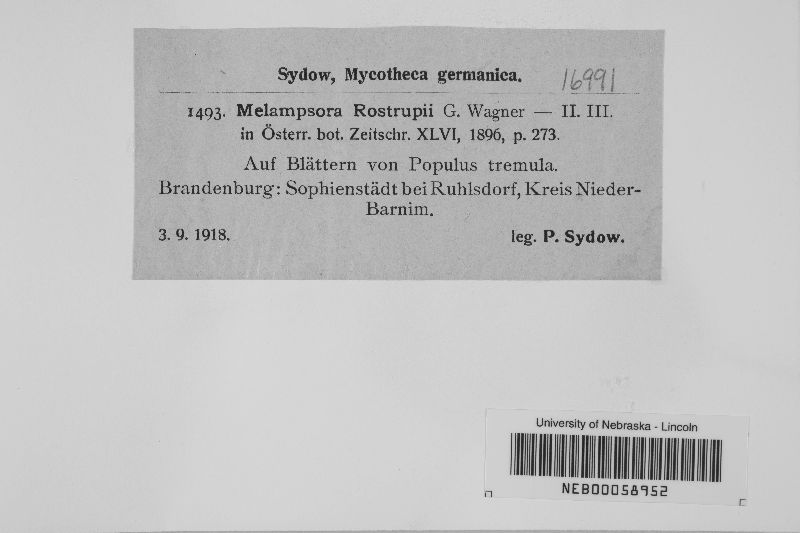 Sydow, Mycotheca germanica. 16991
1493. Melampsora Rostrupii G. Wagner — II. III.
in Österr. bot. Zeitschr. XLVI, 1896, p. 273.
Auf Blättern von Populus tremula.
Brandenburg: Sophienstädt bei Ruhlsdorf, Kreis Nieder-
Barnim.
3. 9. 1918. leg. P. Sydow.
University of Nebraska - Lincoln
NEB00058952